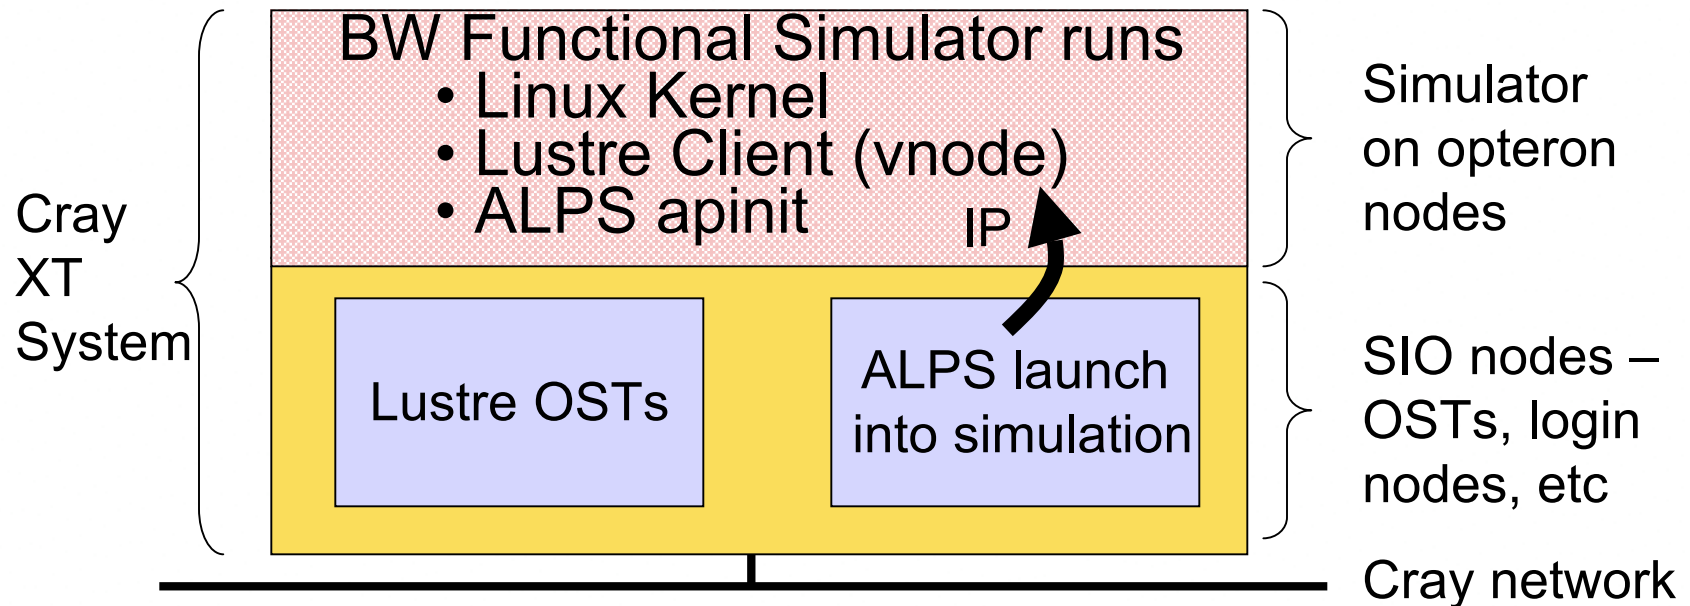 BW Functional Simulator runs
• Linux Kernel
• Lustre Client (vnode)
• ALPS apinit
IP
Simulator
on opteron
nodes
Cray
XT
System
Lustre OSTs
ALPS launch
into simulation
SIO nodes –
OSTs, login
nodes, etc
Cray network